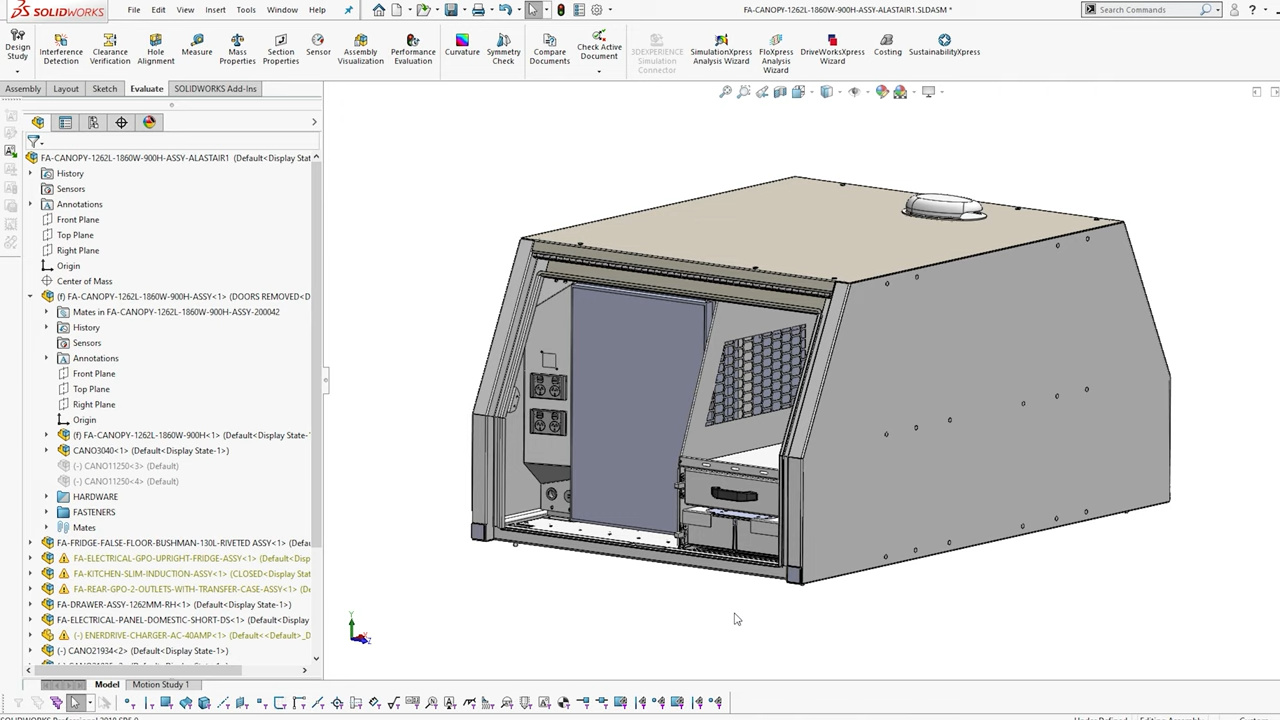 SOLIDWORKS
File
Edit
View
Insert
Tools
Window
Help
FA-CANOPY-1262L-1860W-900H-ASSY-ALASTAIR1.SLDASM *
Search Commands
Design Study
Interference Detection
Clearance Verification
Hole Alignment
Measure
Mass Properties
Section Properties
Sensor
Assembly Visualization
Performance Evaluation
Curvature
Symmetry Check
Compare Documents
Check Active Document
3DEXPERIENCE Simulation Connector
SimulationXpress Analysis Wizard
FloXpress Analysis Wizard
DriveWorksXpress Wizard
Costing
SustainabilityXpress
Assembly
Layout
Sketch
Evaluate
SOLIDWORKS Add-Ins
FA-CANOPY-1262L-1860W-900H-ASSY-ALASTAIR1 (Default<Display Stat
History
Sensors
Annotations
Front Plane
Top Plane
Right Plane
Origin
Center of Mass
(f) FA-CANOPY-1262L-1860W-900H-ASSY<1> (DOORS REMOVED<D
Mates in FA-CANOPY-1262L-1860W-900H-ASSY-200042
History
Sensors
Annotations
Front Plane
Top Plane
Right Plane
Origin
(f) FA-CANOPY-1262L-1860W-900H<1> (Default<Display State-
CANO3040<1> (Default<Display State-1>)
(-) CANO11250<3> (Default)
(-) CANO11250<4> (Default)
HARDWARE
FASTENERS
Mates
FA-FRIDGE-FALSE-FLOOR-BUSHMAN-130L-RIVETED ASSY<1> (Def
FA-ELECTRICAL-GPO-UPRIGHT-FRIDGE-ASSY<1> (Default<Disp
FA-KITCHEN-SLIM-INDUCTION-ASSY<1> (CLOSED<Display Sta
FA-REAR-GPO-2-OUTLETS-WITH-TRANSFER-CASE-ASSY<1> (De
FA-DRAWER-ASSY-1262MM-RH<1> (Default<Display State-1>)
FA-ELECTRICAL-PANEL-DOMESTIC-SHORT-DS<1> (Default<Displa
(-) ENERDRIVE-CHARGER-AC-40AMP<1> (Default<<Default>_D
(-) CANO21934<2> (Default<Display State-1>)
Model
Motion Study 1